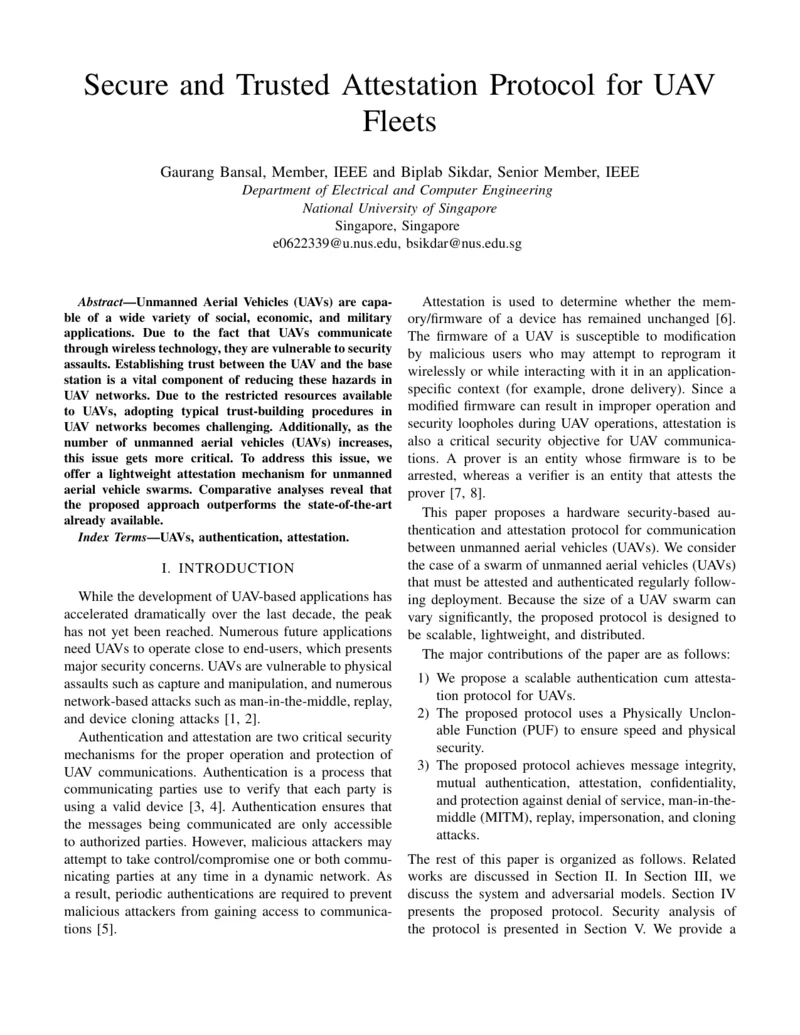 Secure and Trusted Attestation Protocol for UAV
Fleets
Gaurang Bansal, Member, IEEE and Biplab Sikdar, Senior Member, IEEE
Department of Electrical and Computer Engineering
National University of Singapore
Singapore, Singapore
e0622339@u.nus.edu, bsikdar@nus.edu.sg
Abstract—Unmanned Aerial Vehicles (UAVs) are capa-
ble of a wide variety of social, economic, and military
applications. Due to the fact that UAVs communicate
through wireless technology, they are vulnerable to security
assaults. Establishing trust between the UAV and the base
station is a vital component of reducing these hazards in
UAV networks. Due to the restricted resources available
to UAVs, adopting typical trust-building procedures in
UAV networks becomes challenging. Additionally, as the
number of unmanned aerial vehicles (UAVs) increases,
this issue gets more critical. To address this issue, we
offer a lightweight attestation mechanism for unmanned
aerial vehicle swarms. Comparative analyses reveal that
the proposed approach outperforms the state-of-the-art
already available.
Index Terms—UAVs, authentication, attestation.
I. INTRODUCTION
While the development of UAV-based applications has
accelerated dramatically over the last decade, the peak
has not yet been reached. Numerous future applications
need UAVs to operate close to end-users, which presents
major security concerns. UAVs are vulnerable to physical
assaults such as capture and manipulation, and numerous
network-based attacks such as man-in-the-middle, replay,
and device cloning attacks [1, 2].
Authentication and attestation are two critical security
mechanisms for the proper operation and protection of
UAV communications. Authentication is a process that
communicating parties use to verify that each party is
using a valid device [3, 4]. Authentication ensures that
the messages being communicated are only accessible
to authorized parties. However, malicious attackers may
attempt to take control/compromise one or both commu-
nicating parties at any time in a dynamic network. As
a result, periodic authentications are required to prevent
malicious attackers from gaining access to communica-
tions [5].
Attestation is used to determine whether the mem-
ory/firmware of a device has remained unchanged [6].
The firmware of a UAV is susceptible to modification
by malicious users who may attempt to reprogram it
wirelessly or while interacting with it in an application-
specific context (for example, drone delivery). Since a
modified firmware can result in improper operation and
security loopholes during UAV operations, attestation is
also a critical security objective for UAV communica-
tions. A prover is an entity whose firmware is to be
arrested, whereas a verifier is an entity that attests the
prover [7, 8].
This paper proposes a hardware security-based au-
thentication and attestation protocol for communication
between unmanned aerial vehicles (UAVs). We consider
the case of a swarm of unmanned aerial vehicles (UAVs)
that must be attested and authenticated regularly follow-
ing deployment. Because the size of a UAV swarm can
vary significantly, the proposed protocol is designed to
be scalable, lightweight, and distributed.
The major contributions of the paper are as follows:
1) We propose a scalable authentication cum attesta-
tion protocol for UAVs.
2) The proposed protocol uses a Physically Unclon-
able Function (PUF) to ensure speed and physical
security.
3) The proposed protocol achieves message integrity,
mutual authentication, attestation, confidentiality,
and protection against denial of service, man-in-the-
middle (MITM), replay, impersonation, and cloning
attacks.
The rest of this paper is organized as follows. Related
works are discussed in Section II. In Section III, we
discuss the system and adversarial models. Section IV
presents the proposed protocol. Security analysis of
the protocol is presented in Section V. We provide a